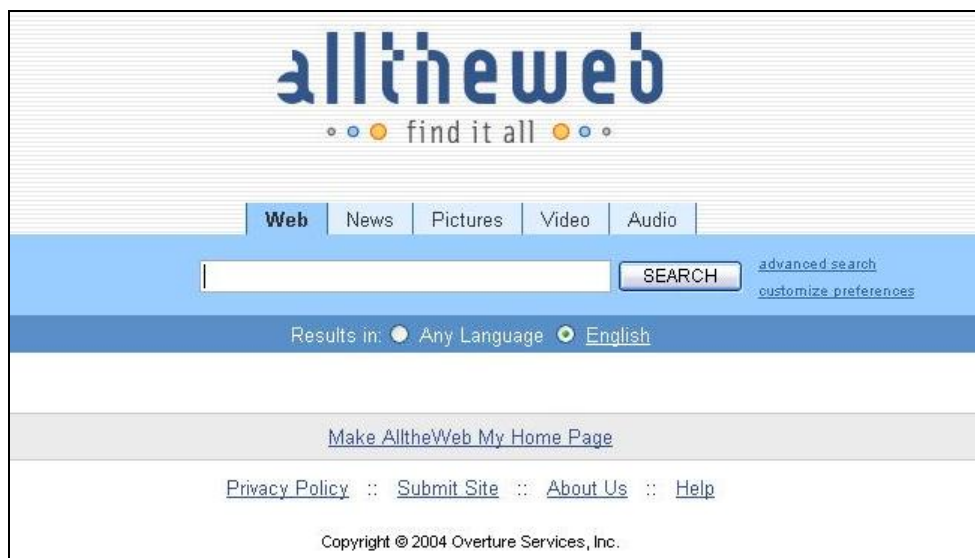 alltheweb
find it all
Web News Pictures Video Audio
SEARCH
advanced search
customize preferences
Results in: Any Language English
Make AlltheWeb My Home Page
Privacy Policy :: Submit Site :: About Us :: Help
Copyright © 2004 Overture Services, Inc.